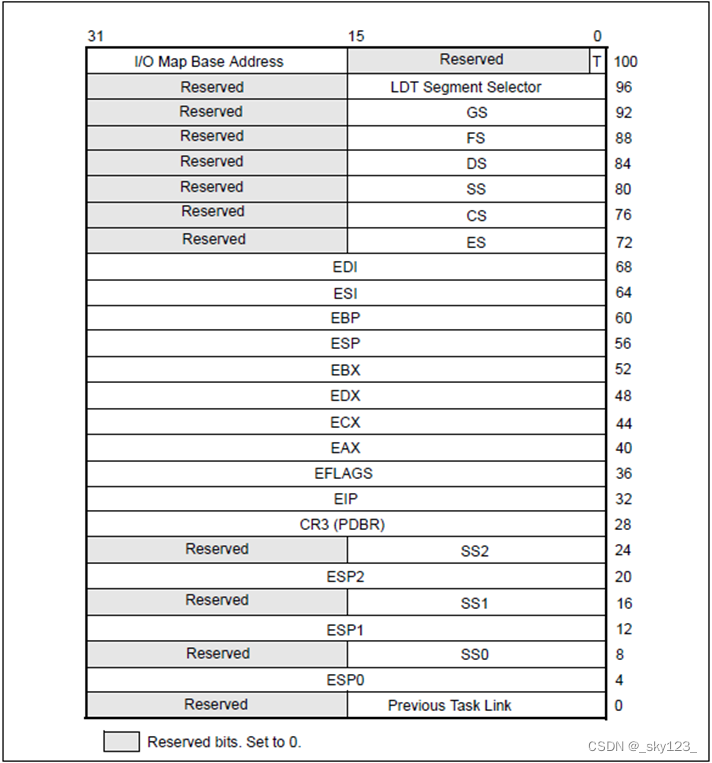 31 15 0
I/O Map Base Address Reserved T 100
Reserved LDT Segment Selector 96
Reserved GS 92
Reserved FS 88
Reserved DS 84
Reserved SS 80
Reserved CS 76
Reserved ES 72
EDI 68
ESI 64
EBP 60
ESP 56
EBX 52
EDX 48
ECX 44
EAX 40
EFLAGS 36
EIP 32
CR3 (PDBR) 28
Reserved SS2 24
ESP2 20
Reserved SS1 16
ESP1 12
Reserved SS0 8
ESP0 4
Reserved Previous Task Link 0
Reserved bits. Set to 0.
CSDN @_sky123_